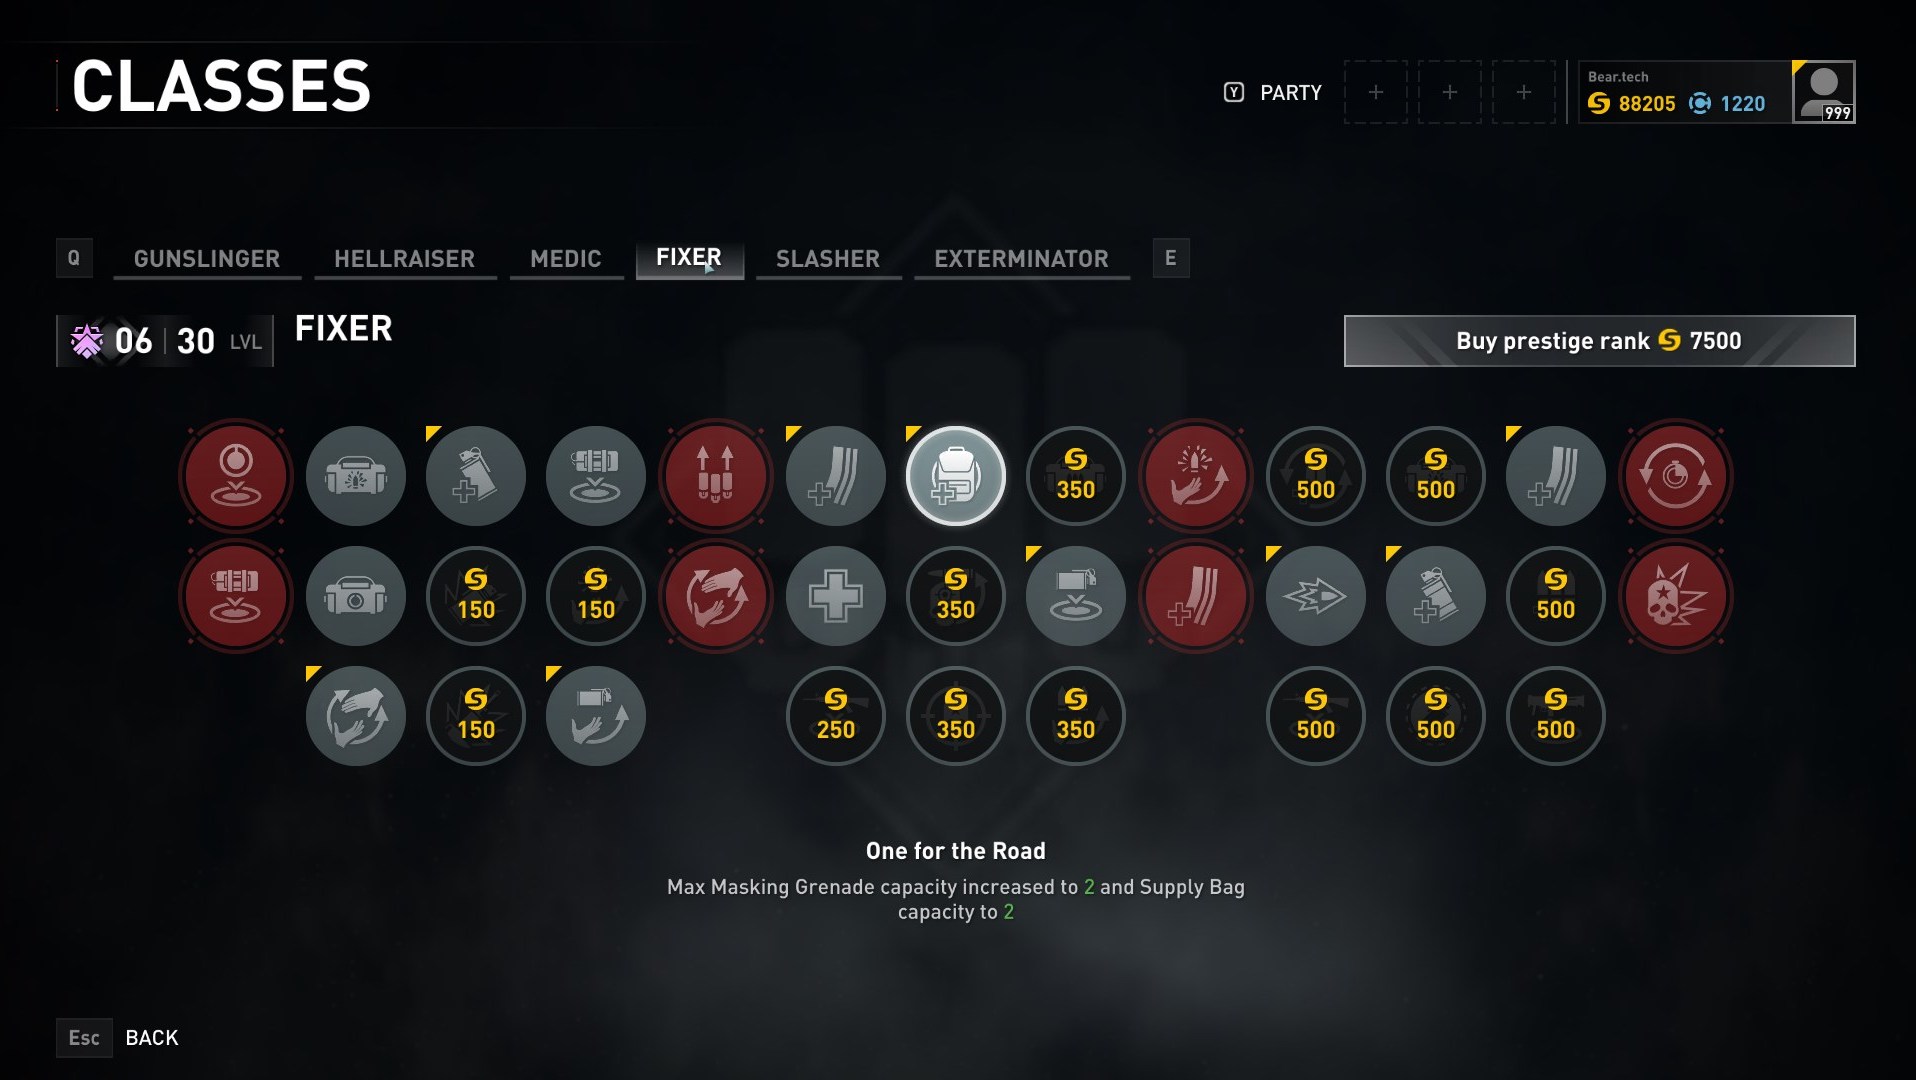 CLASSES
Y PARTY
Bear.tech
88205 1220
999
Q GUNSLINGER HELLRAISER MEDIC FIXER SLASHER EXTERMINATOR E
06 30 LVL FIXER
Buy prestige rank 7500
350 500 500
150 150 350 500
150 250 350 350 500 500 500
One for the Road
Max Masking Grenade capacity increased to 2 and Supply Bag
capacity to 2
Esc BACK